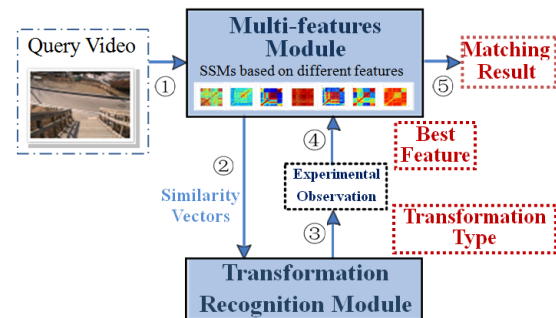 Query Video
①
Multi-features
Module
SSMs based on different features
⑤
Matching
Result
②
Similarity
Vectors
④
Best
Feature
Experimental
Observation
③
Transformation
Type
Transformation
Recognition Module